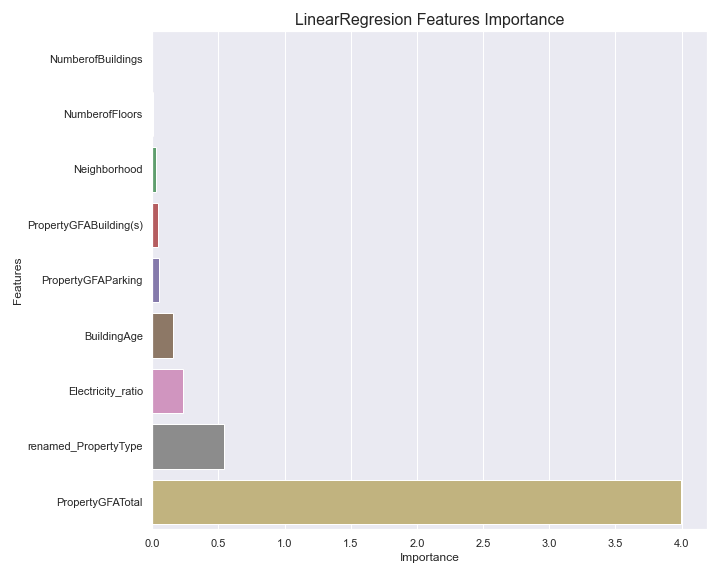 LinearRegresion Features Importance
NumberofBuildings
NumberofFloors
Neighborhood
PropertyGFABuilding(s)
PropertyGFAParking
BuildingAge
Electricity_ratio
renamed_PropertyType
PropertyGFATotal
Features
0.0 0.5 1.0 1.5 2.0 2.5 3.0 3.5 4.0
Importance